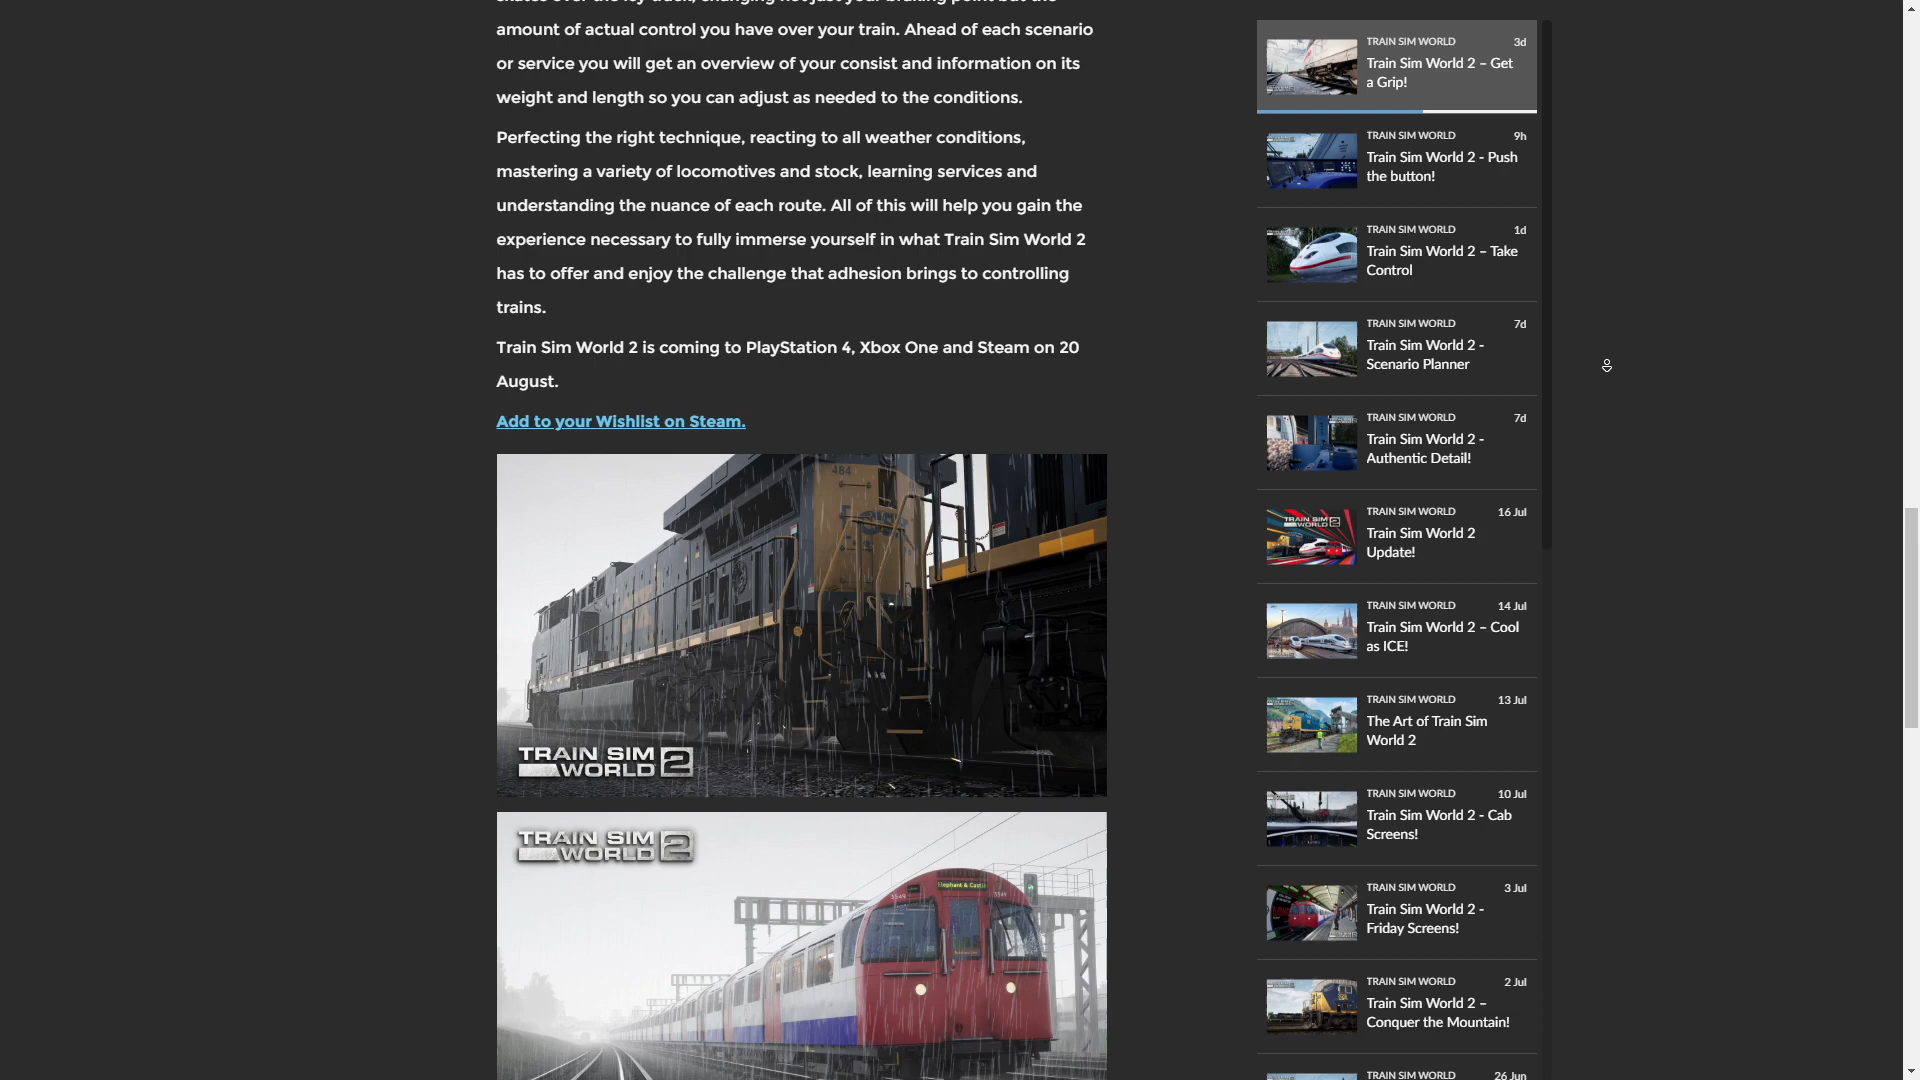 amount of actual control you have over your train. Ahead of each scenario
or service you will get an overview of your consist and information on its
weight and length so you can adjust as needed to the conditions.
Perfecting the right technique, reacting to all weather conditions,
mastering a variety of locomotives and stock, learning services and
understanding the nuance of each route. All of this will help you gain the
experience necessary to fully immerse yourself in what Train Sim World 2
has to offer and enjoy the challenge that adhesion brings to controlling
trains.
Train Sim World 2 is coming to PlayStation 4, Xbox One and Steam on 20
August.
Add to your Wishlist on Steam.
484
TRAIN SIM
WORLD 2
TRAIN SIM
WORLD 2
Elephant & Castle
5549
5549
TRAIN SIM WORLD 3d
Train Sim World 2 – Get
a Grip!
TRAIN SIM WORLD 9h
Train Sim World 2 - Push
the button!
TRAIN SIM WORLD 1d
Train Sim World 2 – Take
Control
TRAIN SIM WORLD 7d
Train Sim World 2 -
Scenario Planner
TRAIN SIM WORLD 7d
Train Sim World 2 -
Authentic Detail!
TRAIN SIM
WORLD 2
TRAIN SIM WORLD 16 Jul
Train Sim World 2
Update!
TRAIN SIM WORLD 14 Jul
Train Sim World 2 – Cool
as ICE!
TRAIN SIM WORLD 13 Jul
The Art of Train Sim
World 2
TRAIN SIM WORLD 10 Jul
Train Sim World 2 - Cab
Screens!
TRAIN SIM WORLD 3 Jul
Train Sim World 2 -
Friday Screens!
TRAIN SIM WORLD 2 Jul
Train Sim World 2 –
Conquer the Mountain!
TRAIN SIM WORLD 26 Jun